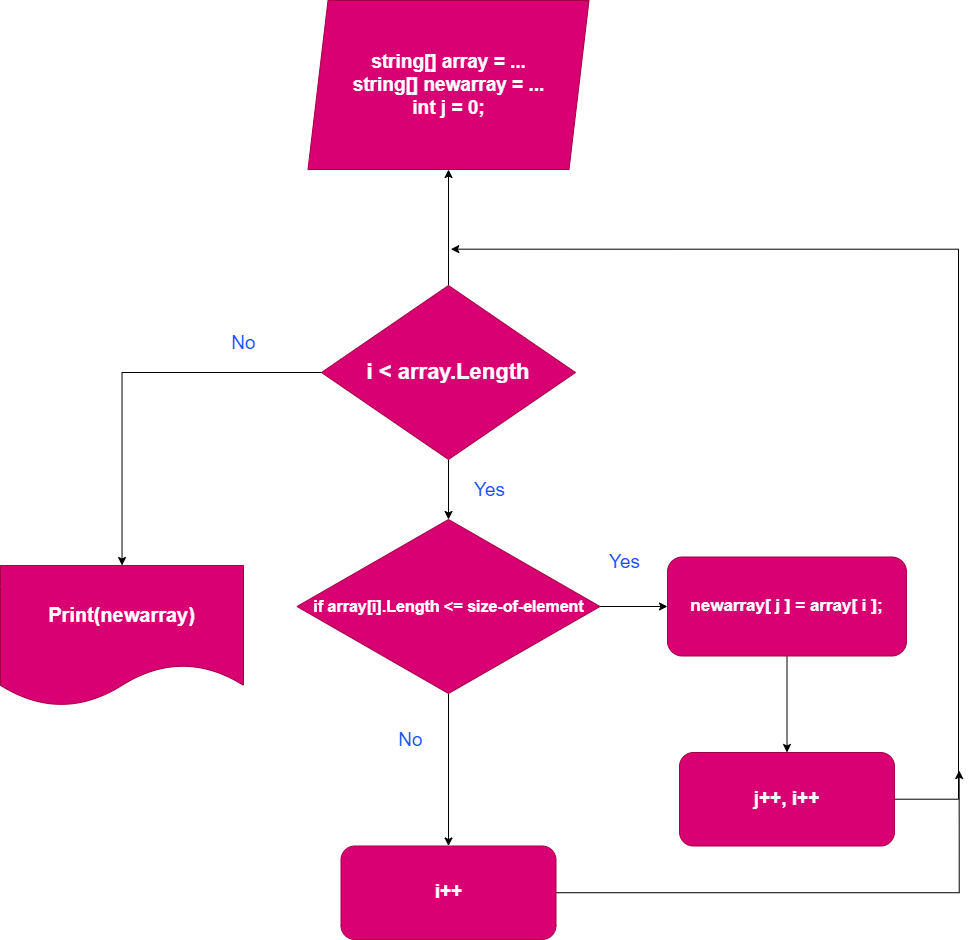 string[] array = ...
string[] newarray = ...
int j = 0;
No
i < array.Length
Yes
Yes
if array[i].Length <= size-of-element
newarray[ j ] = array[ i ];
Print(newarray)
No
j++, i++
i++